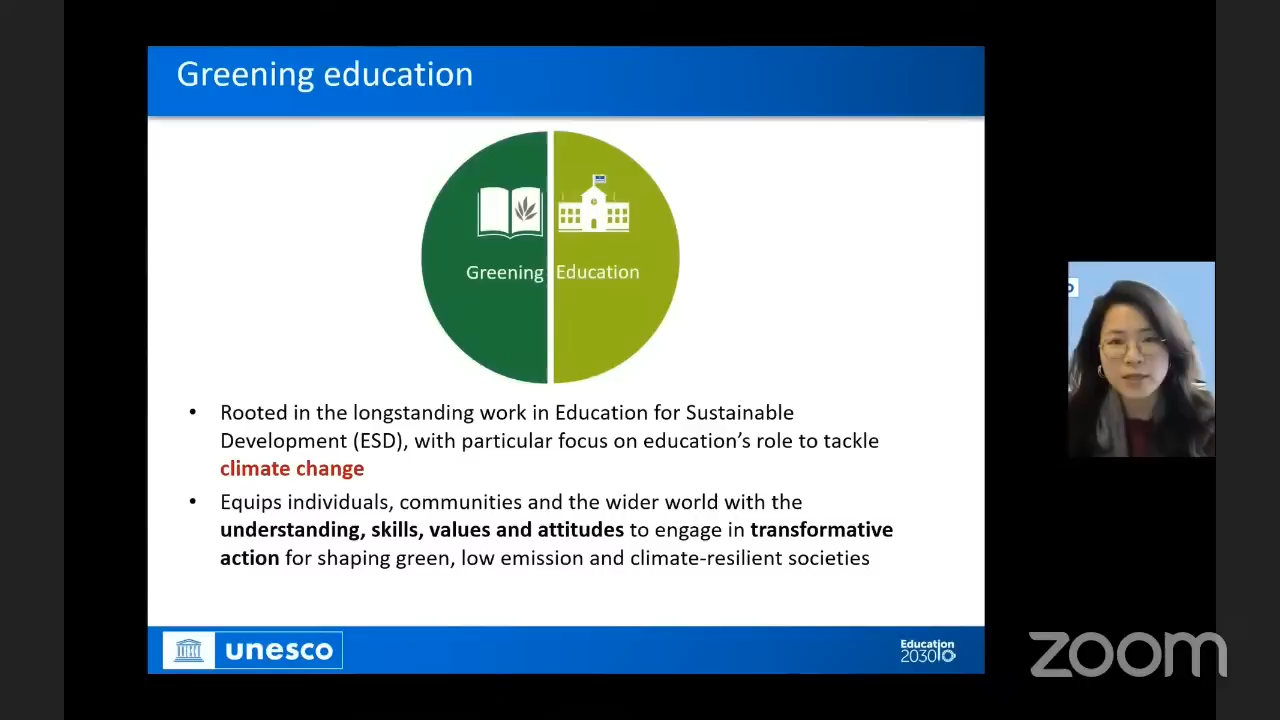 Greening education
Greening Education
• Rooted in the longstanding work in Education for Sustainable
Development (ESD), with particular focus on education’s role to tackle
climate change
• Equips individuals, communities and the wider world with the
understanding, skills, values and attitudes to engage in transformative
action for shaping green, low emission and climate-resilient societies
unesco
Education
2030
zoom